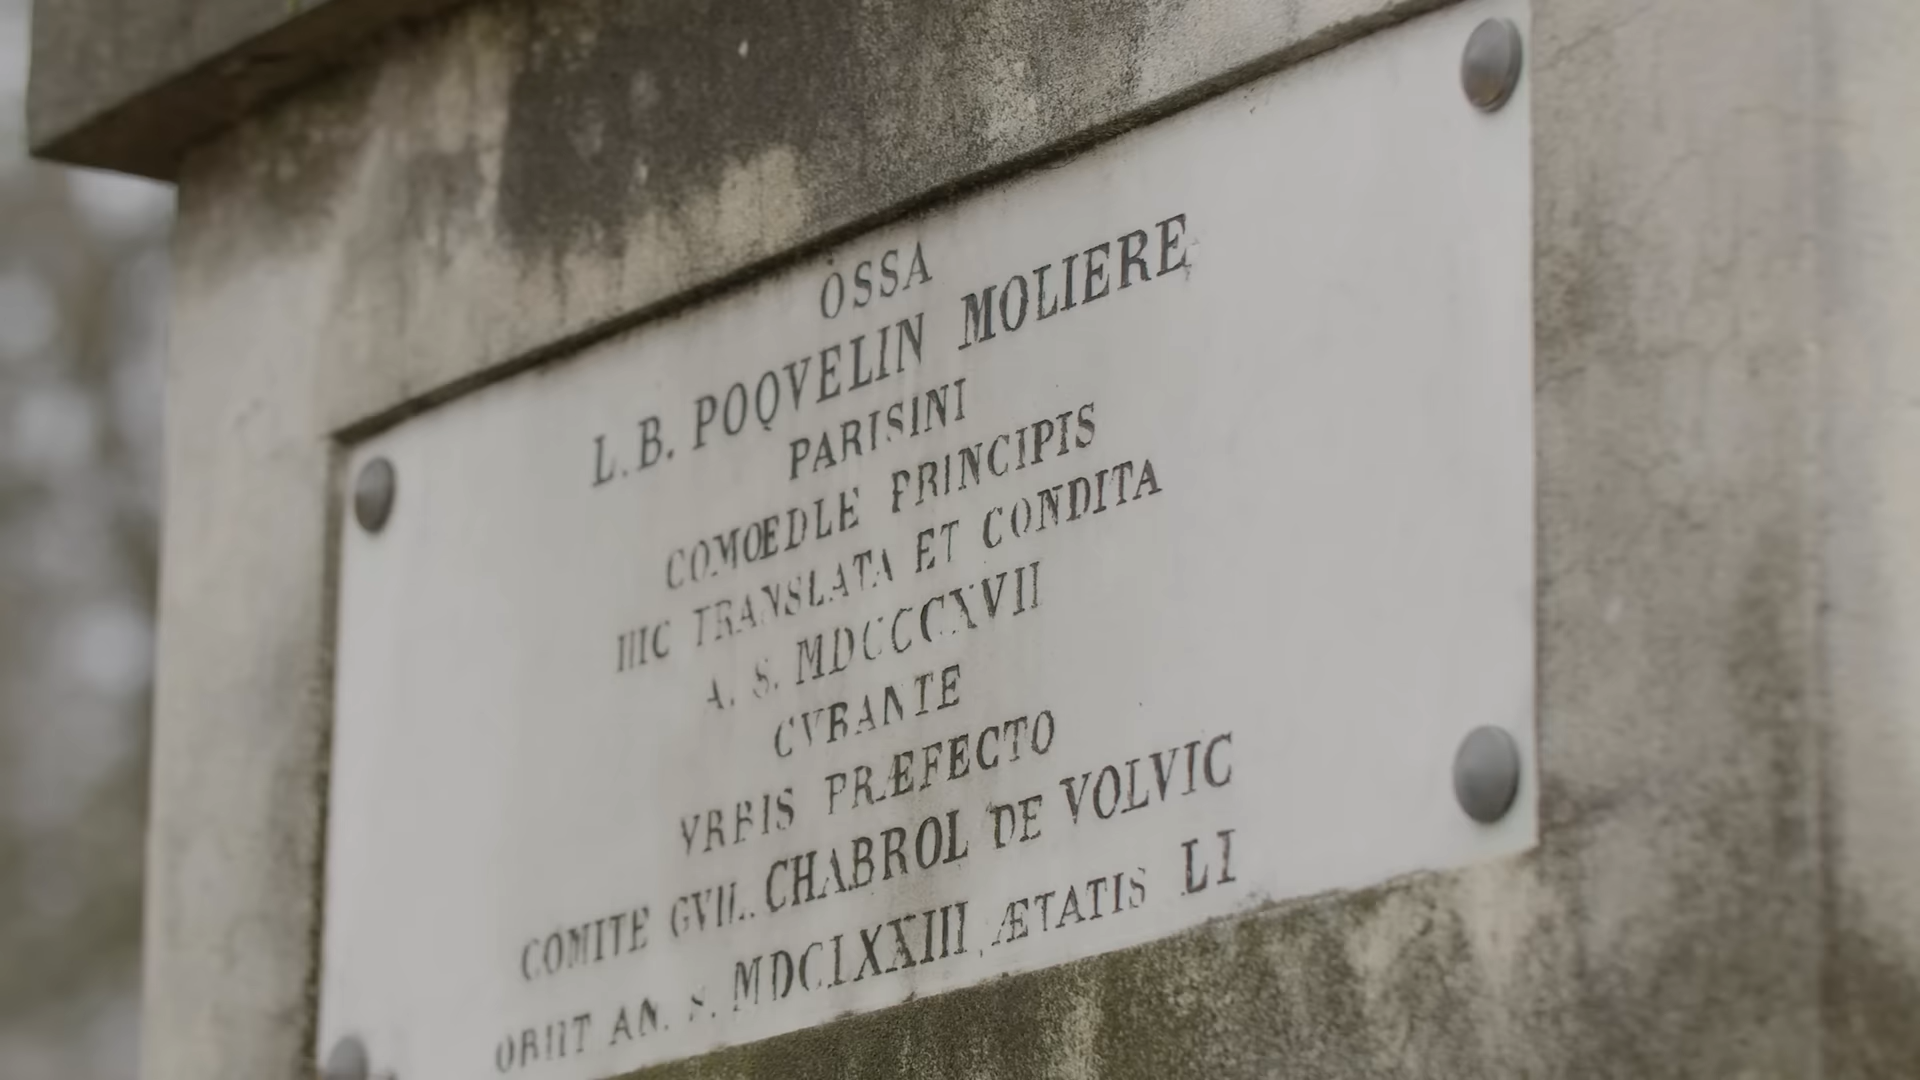 OSSA
L.B. POQVELIN MOLIERE
PARISINI
COMOEDLE PRINCIPIS
HIC TRANSLATA ET CONDITA
A. S. MDCCCXVII
CVRANTE
VRBIS PRÆFECTO
COMITE GVIL. CHABROL DE VOLVIC
OBIIT AN. S. MDCLXXIII ÆTATIS LI